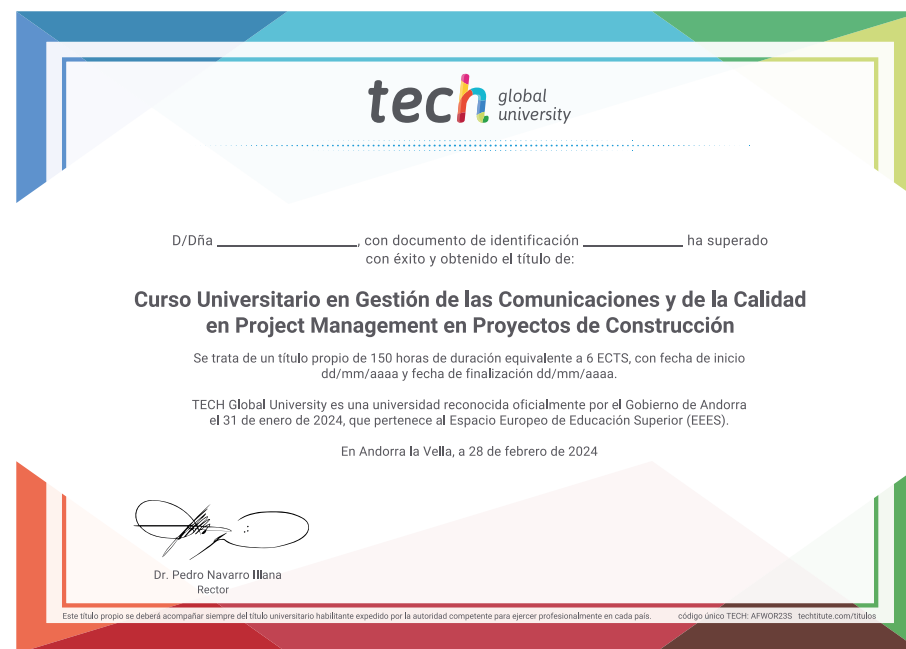 tech global
university
D/Dña ____________________, con documento de identificación ______________ ha superado
con éxito y obtenido el título de:
Curso Universitario en Gestión de las Comunicaciones y de la Calidad
en Project Management en Proyectos de Construcción
Se trata de un título propio de 150 horas de duración equivalente a 6 ECTS, con fecha de inicio
dd/mm/aaaa y fecha de finalización dd/mm/aaaa.
TECH Global University es una universidad reconocida oficialmente por el Gobierno de Andorra
el 31 de enero de 2024, que pertenece al Espacio Europeo de Educación Superior (EEES).
En Andorra la Vella, a 28 de febrero de 2024
Dr. Pedro Navarro Illana
Rector
Este título propio se deberá acompañar siempre del título universitario habilitante expedido por la autoridad competente para ejercer profesionalmente en cada país. código único TECH: AFWOR23S techtitute.com/titulos